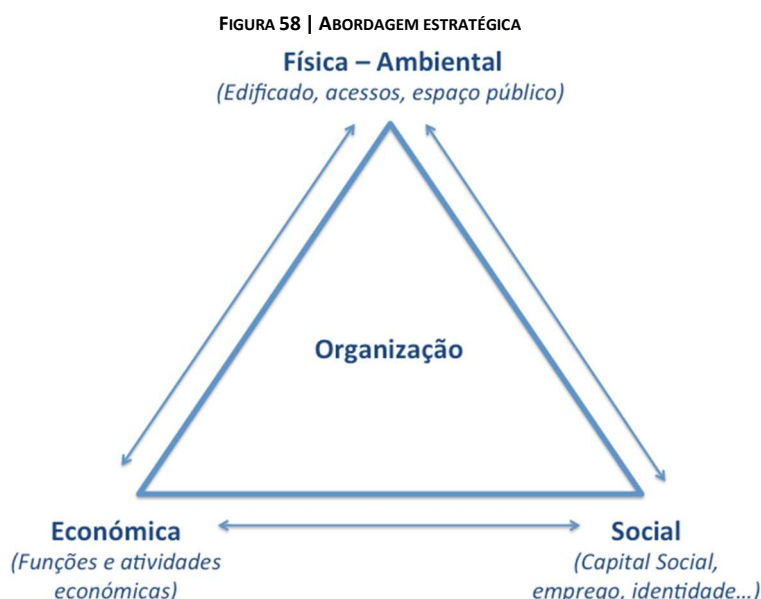 FIGURA 58 | ABORDAGEM ESTRATÉGICA
Física – Ambiental
(Edificado, acessos, espaço público)
Organização
Económica
(Funções e atividades
económicas)
Social
(Capital Social,
emprego, identidade...)